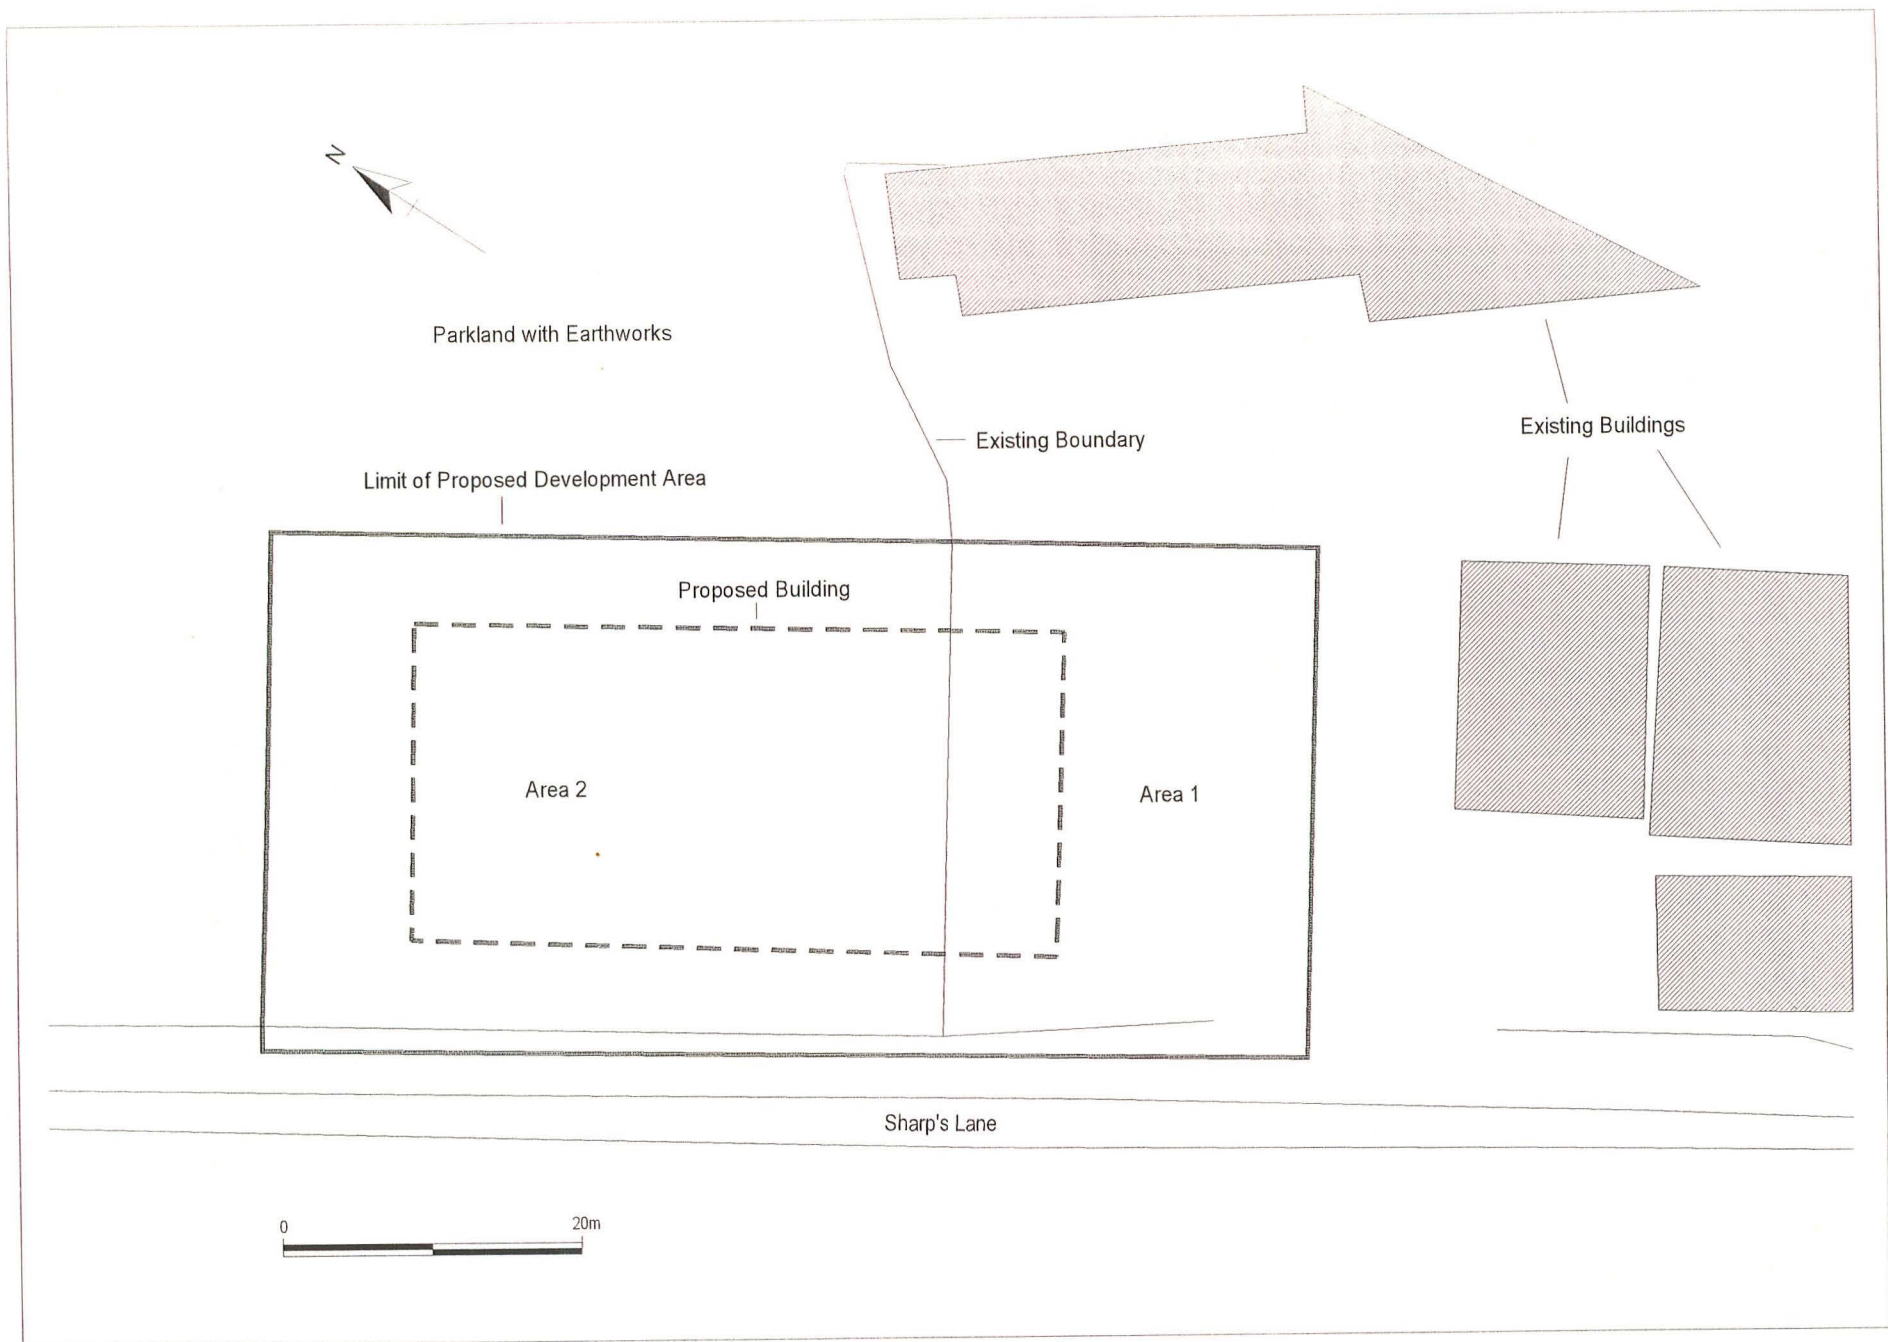 N
Parkland with Earthworks
Existing Buildings
Existing Boundary
Limit of Proposed Development Area
Proposed Building
Area 2
Area 1
Sharp's Lane
0 20m